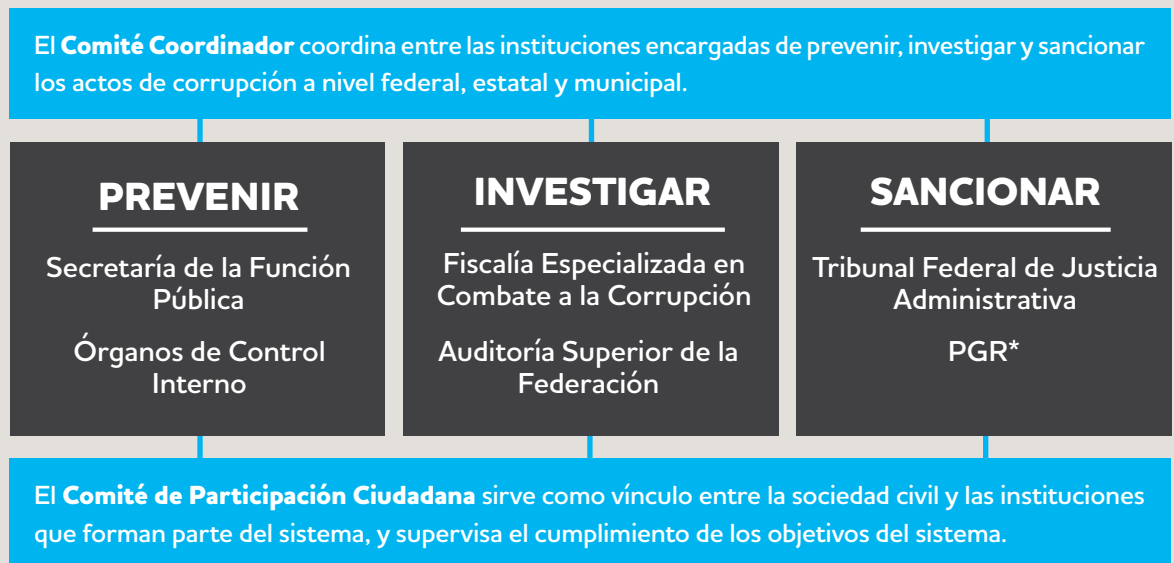 El Comité Coordinador coordina entre las instituciones encargadas de prevenir, investigar y sancionar
los actos de corrupción a nivel federal, estatal y municipal.
PREVENIR
Secretaría de la Función
Pública
Órganos de Control
Interno
INVESTIGAR
Fiscalía Especializada en
Combate a la Corrupción
Auditoría Superior de la
Federación
SANCIONAR
Tribunal Federal de Justicia
Administrativa
PGR*
El Comité de Participación Ciudadana sirve como vínculo entre la sociedad civil y las instituciones
que forman parte del sistema, y supervisa el cumplimiento de los objetivos del sistema.